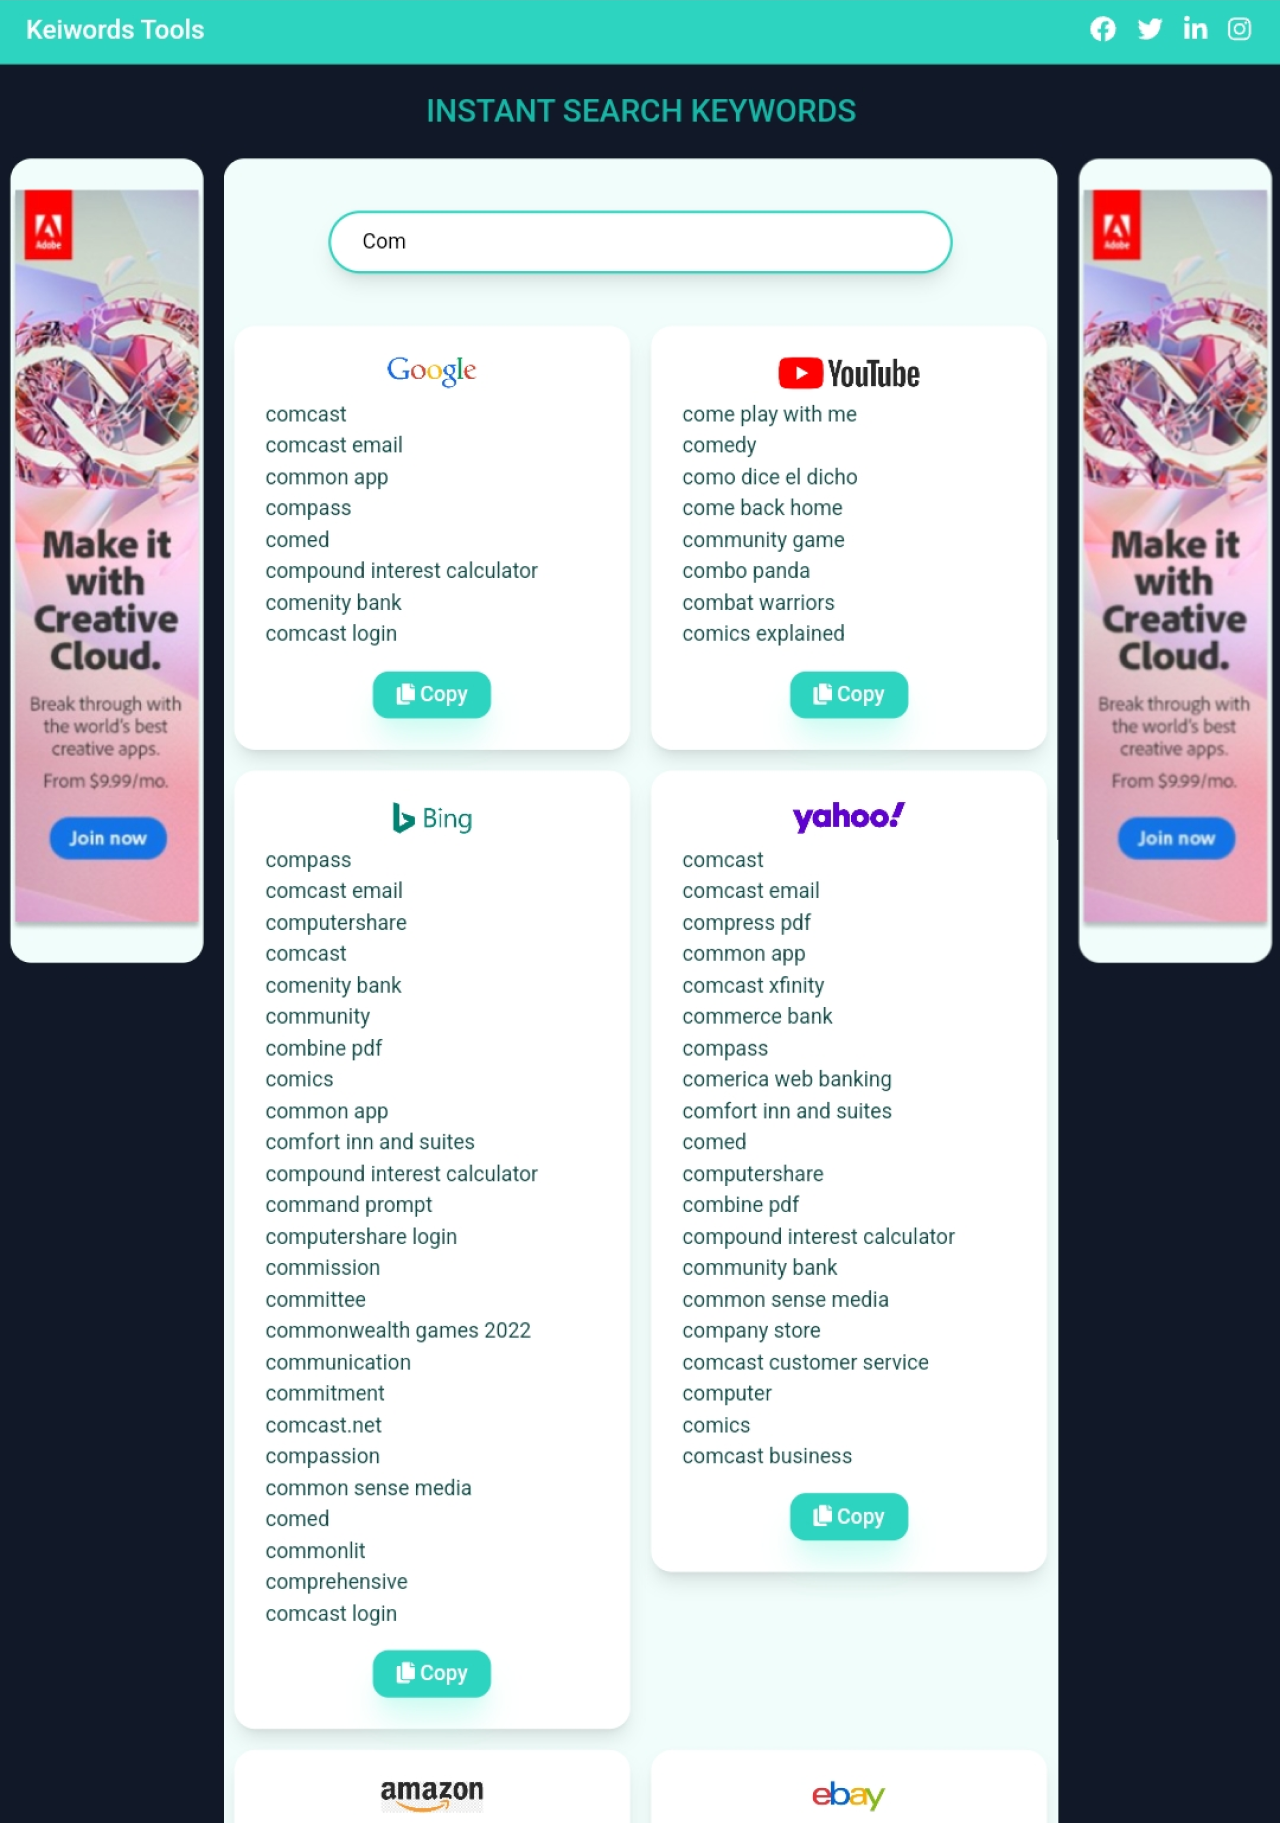 Keiwords Tools
INSTANT SEARCH KEYWORDS
Adobe
Make it
with
Creative
Cloud.
Break through with
the world's best
creative apps.
From $9.99/mo.
Join now
Com
Google
comcast
comcast email
common app
compass
comed
compound interest calculator
comenity bank
comcast login
Copy
YouTube
come play with me
comedy
como dice el dicho
come back home
community game
combo panda
combat warriors
comics explained
Copy
Bing
compass
comcast email
computershare
comcast
comenity bank
community
combine pdf
comics
common app
comfort inn and suites
compound interest calculator
command prompt
computershare login
commission
committee
commonwealth games 2022
communication
commitment
comcast.net
compassion
common sense media
comed
commonlit
comprehensive
comcast login
Copy
yahoo!
comcast
comcast email
compress pdf
common app
comcast xfinity
commerce bank
compass
comerica web banking
comfort inn and suites
comed
computershare
combine pdf
compound interest calculator
community bank
common sense media
company store
comcast customer service
computer
comics
comcast business
Copy
amazon
ebay
Adobe
Make it
with
Creative
Cloud.
Break through with
the world's best
creative apps.
From $9.99/mo.
Join now